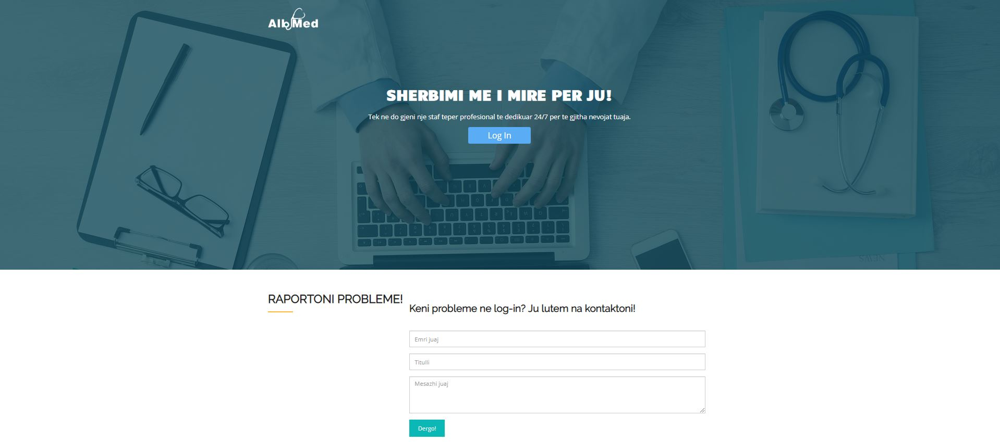 AlbMed
SHERBIMI ME I MIRE PER JU!
Tek ne do gjeni nje staf teper profesional te dedikuar 24/7 per te gjitha nevojat tuaja.
Log In
NEWS
RAPORTONI PROBLEME!
Keni probleme ne log-in? Ju lutem na kontaktoni!
Emri juaj
Titulli
Mesazhi juaj
Dergo!